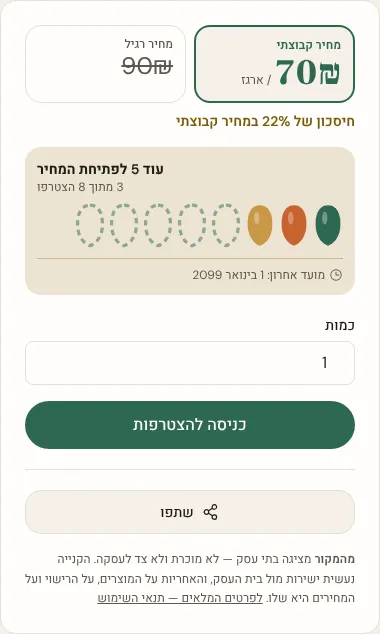 מחיר קבוצתי
₪70 / ארגז
מחיר רגיל
₪90
חיסכון של 22% במחיר קבוצתי
עוד 5 לפתיחת המחיר
3 מתוך 8 הצטרפו
מועד אחרון: 1 בינואר 2099
כמות
1
כניסה להצטרפות
שתפו
מהמקור מציגה בתי עסק — לא מוכרת ולא צד לעסקה. הקנייה
נעשית ישירות מול בית העסק, והאחריות על המוצרים, על הרישוי ועל
המחירים היא שלו. לפרטים המלאים — תנאי השימוש